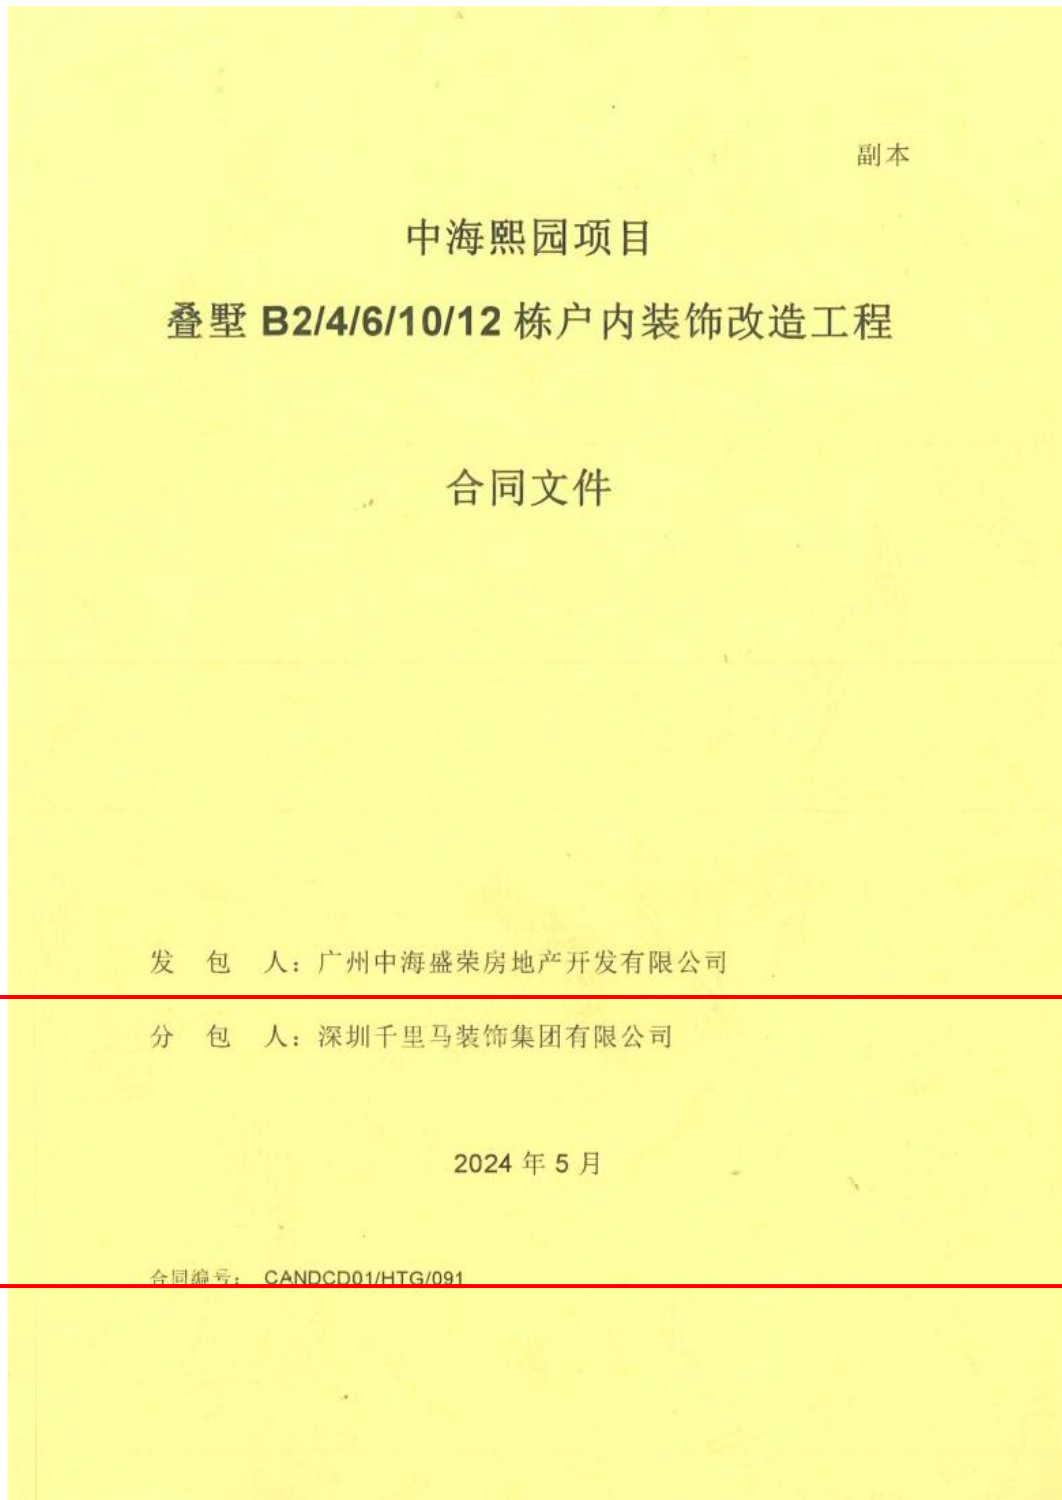 副本
中海熙园项目
叠墅 B2/4/6/10/12 栋户内装饰改造工程
合同文件
发 包 人：广州中海盛荣房地产开发有限公司
分 包 人：深圳千里马装饰集团有限公司
2024 年 5 月
合同编号： CANDCD01/HTG/091